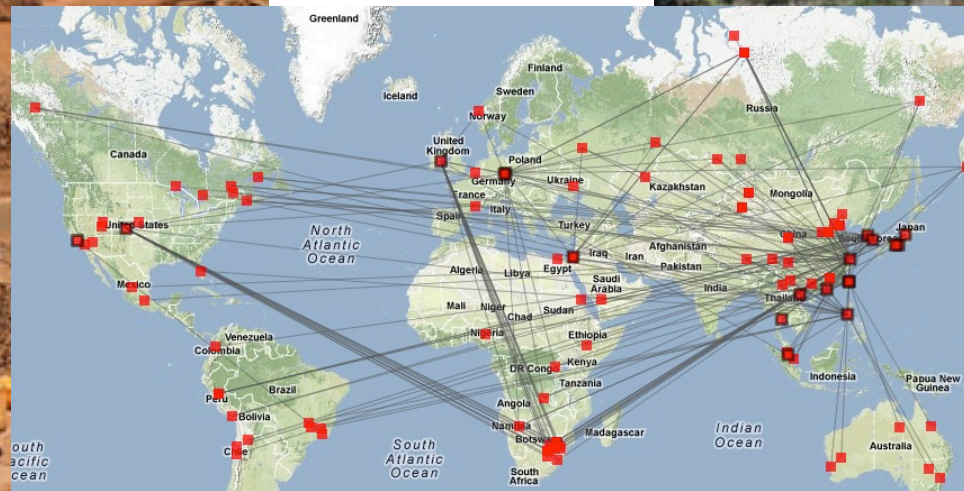 Greenland
Iceland
Finland
Sweden
Norway
Russia
Canada
United
Kingdom
Poland
Germany
Ukraine
Kazakhstan
Mongolia
France
Italy
Spain
United States
Turkey
China
South Korea
Japan
North
Atlantic
Ocean
Iraq
Iran
Afghanistan
Pakistan
Algeria
Libya
Egypt
Saudi
Arabia
India
Mexico
Mali
Niger
Chad
Sudan
Thailand
Nigeria
Ethiopia
Venezuela
Colombia
Kenya
DR Congo
Indonesia
Papua New
Guinea
Tanzania
Brazil
Peru
Angola
Bolivia
Namibia
Botswa
Madagascar
Indian
Ocean
Australia
Chile
outh
acific
cean
South
Atlantic
Ocean
South
Africa